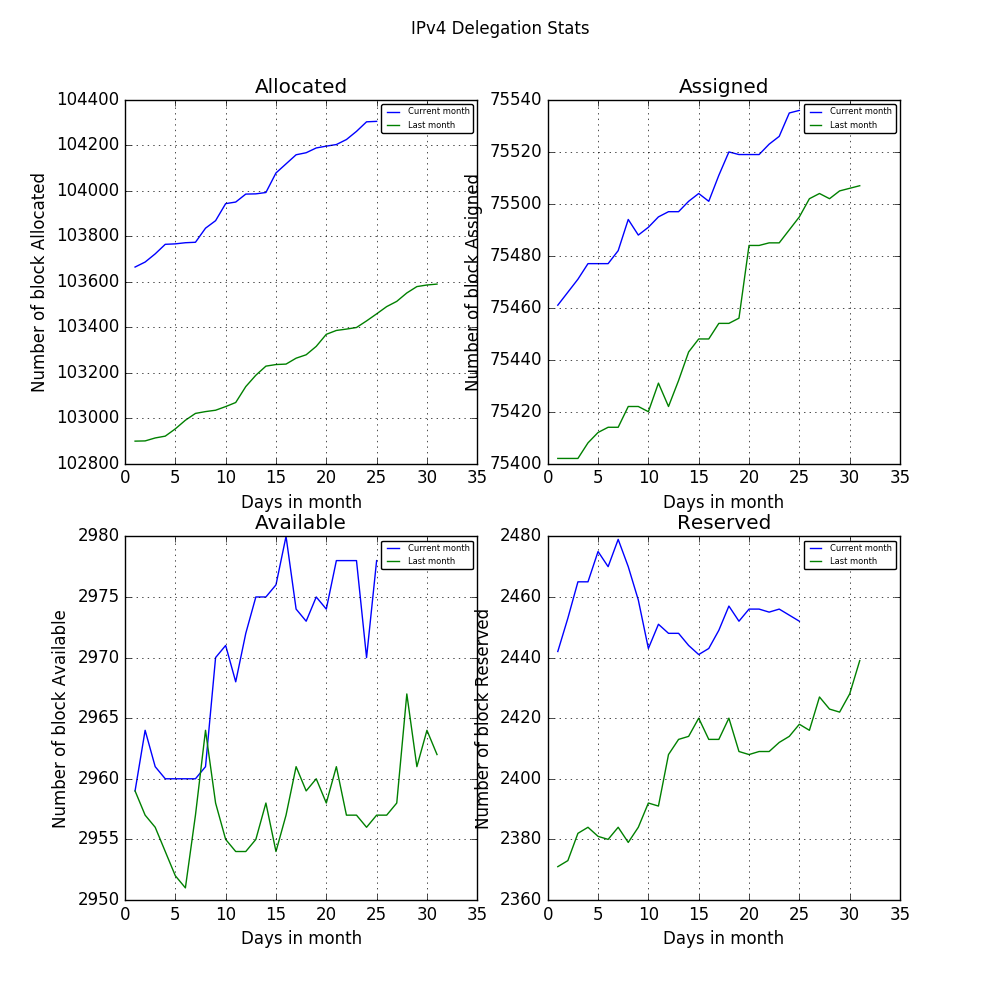 IPv4 Delegation Stats
Allocated
Number of block Allocated
104400
104200
104000
103800
103600
103400
103200
103000
102800
0 5 10 15 20 25 30 35
Days in month
Current month
Last month
Assigned
Number of block Assigned
75540
75520
75500
75480
75460
75440
75420
75400
0 5 10 15 20 25 30 35
Days in month
Current month
Last month
Available
Number of block Available
2980
2975
2970
2965
2960
2955
2950
0 5 10 15 20 25 30 35
Days in month
Current month
Last month
Reserved
Number of block Reserved
2480
2460
2440
2420
2400
2380
2360
0 5 10 15 20 25 30 35
Days in month
Current month
Last month